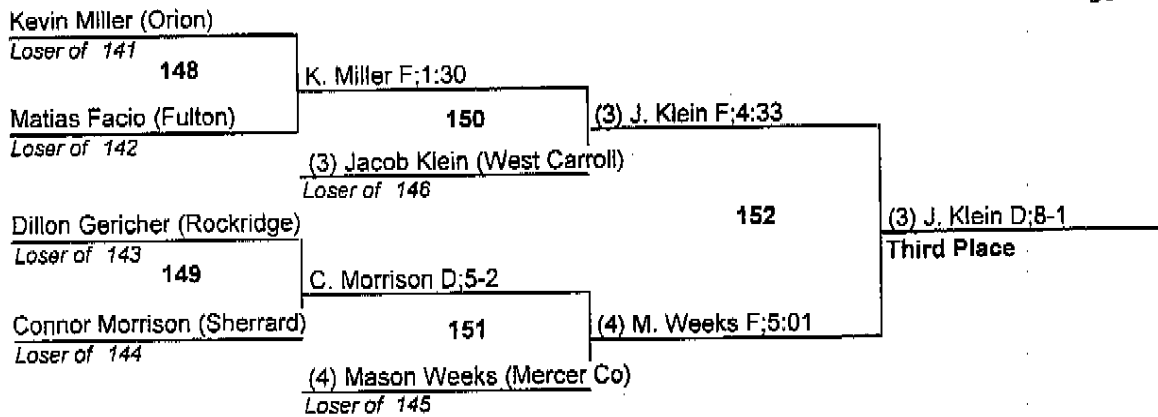 Kevin Miller (Orion)
Loser of 141
148
K. Miller F;1:30
Matias Facio (Fulton)
Loser of 142
150
(3) J. Klein F;4:33
(3) Jacob Klein (West Carroll)
Loser of 146
Dillon Gericher (Rockridge)
Loser of 143
152
(3) J. Klein D;8-1
Third Place
149
C. Morrison D;5-2
Connor Morrison (Sherrard)
Loser of 144
151
(4) M. Weeks F;5:01
(4) Mason Weeks (Mercer Co)
Loser of 145